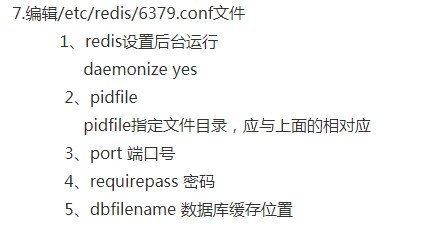 7.编辑/etc/redis/6379.conf文件
1、redis设置后台运行
daemonize yes
2、pidfile
pidfile指定文件目录，应与上面的相对应
3、port 端口号
4、requirepass 密码
5、dbfilename 数据库缓存位置